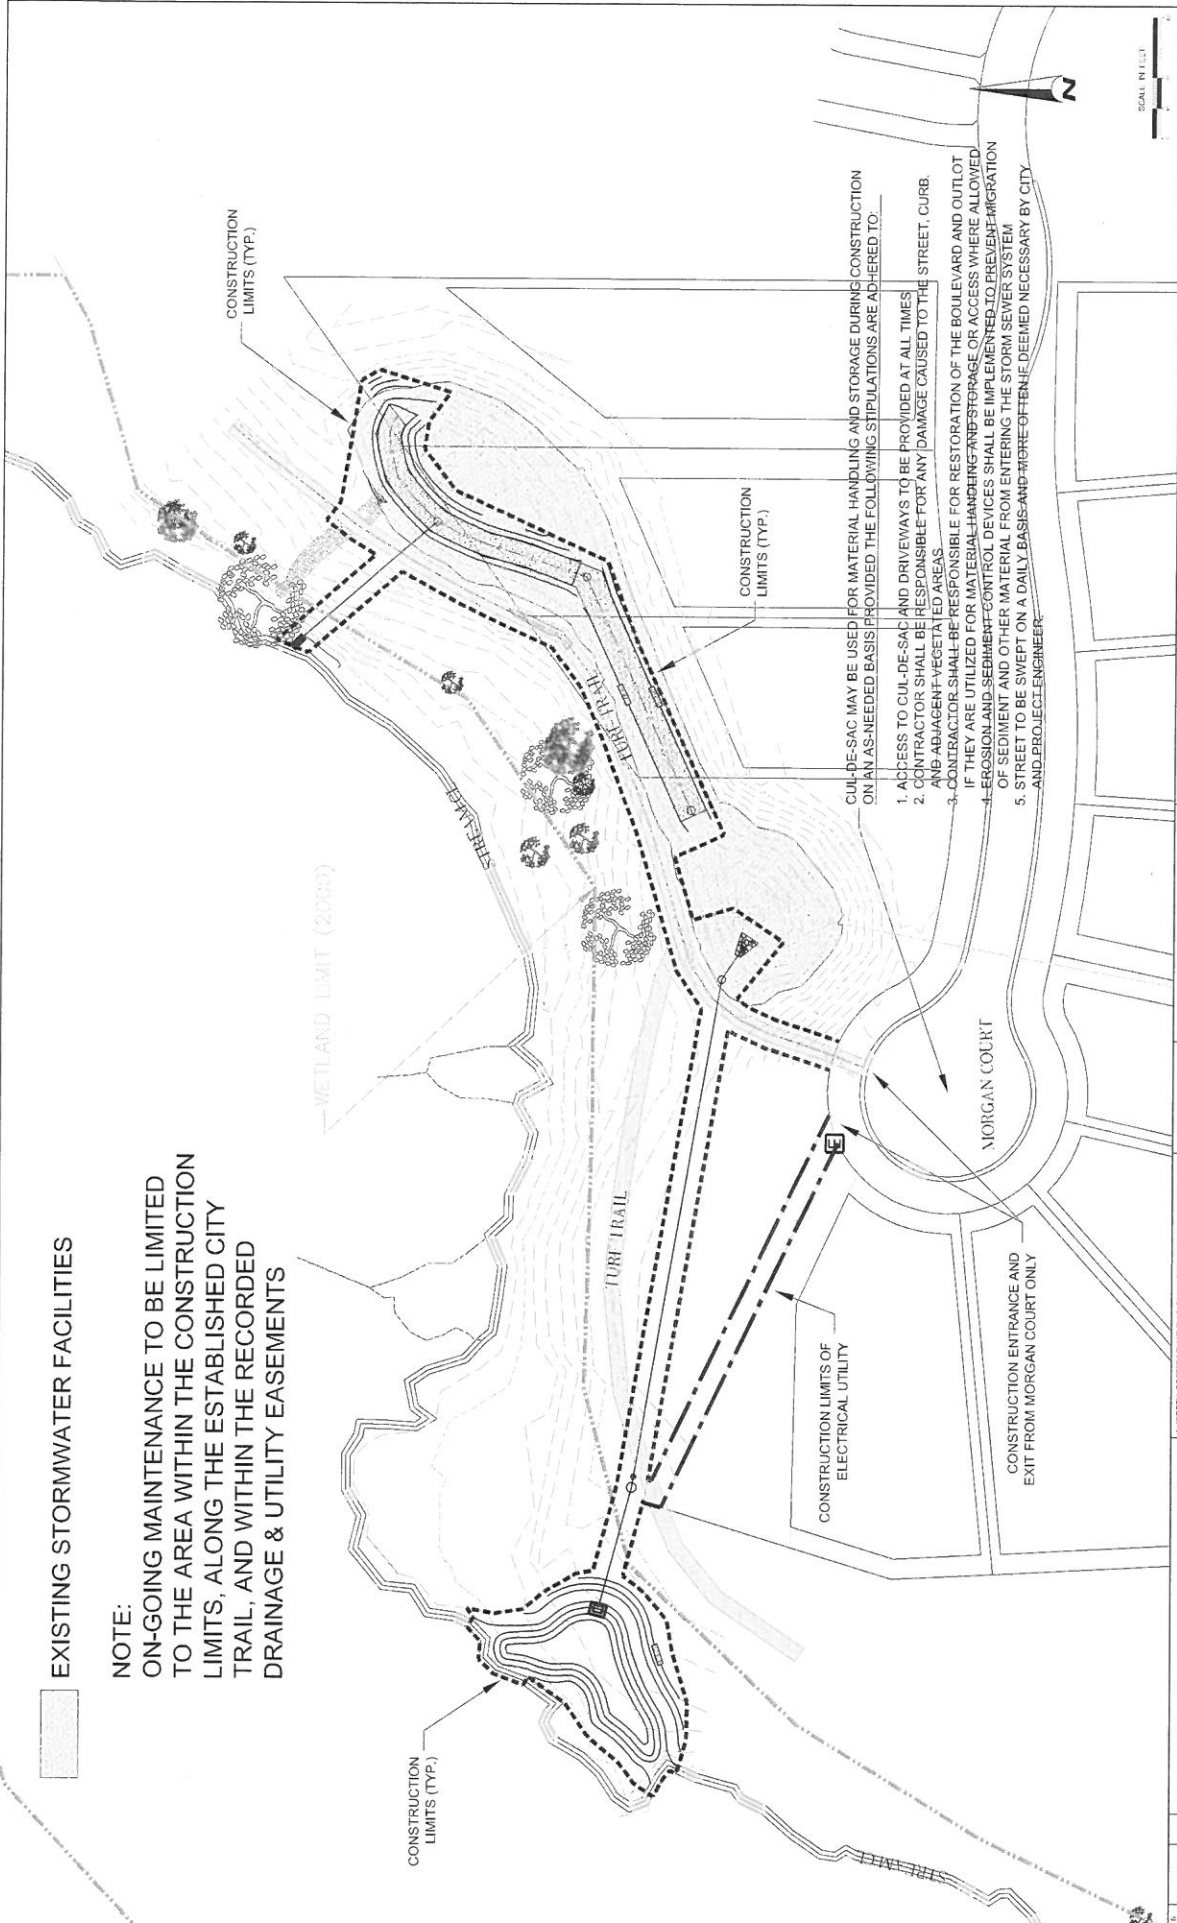 EXISTING STORMWATER FACILITIES
NOTE:
ON-GOING MAINTENANCE TO BE LIMITED
TO THE AREA WITHIN THE CONSTRUCTION
LIMITS, ALONG THE ESTABLISHED CITY
TRAIL, AND WITHIN THE RECORDED
DRAINAGE & UTILITY EASEMENTS
CONSTRUCTION
LIMITS (TYP.)
WETLAND LIMIT (2000)
STREAMCL
CONSTRUCTION
LIMITS (TYP.)
TURF TRAIL
TURF TRAIL
CONSTRUCTION
LIMITS (TYP.)
STREAMCL
CONSTRUCTION LIMITS OF
ELECTRICAL UTILITY
E
CONSTRUCTION ENTRANCE AND
EXIT FROM MORGAN COURT ONLY
MORGAN COURT
CUL-DE-SAC MAY BE USED FOR MATERIAL HANDLING AND STORAGE DURING CONSTRUCTION
ON AN AS-NEEDED BASIS PROVIDED THE FOLLOWING STIPULATIONS ARE ADHERED TO:
1. ACCESS TO CUL-DE-SAC AND DRIVEWAYS TO BE PROVIDED AT ALL TIMES
2. CONTRACTOR SHALL BE RESPONSIBLE FOR ANY DAMAGE CAUSED TO THE STREET, CURB,
AND ADJACENT VEGETATED AREAS
3. CONTRACTOR SHALL BE RESPONSIBLE FOR RESTORATION OF THE BOULEVARD AND OUTLOT
IF THEY ARE UTILIZED FOR MATERIAL HANDLING AND STORAGE OR ACCESS WHERE ALLOWED
4. EROSION AND SEDIMENT CONTROL DEVICES SHALL BE IMPLEMENTED TO PREVENT MIGRATION
OF SEDIMENT AND OTHER MATERIAL FROM ENTERING THE STORM SEWER SYSTEM
5. STREET TO BE SWEPT ON A DAILY BASIS AND MORE OFTEN IF DEEMED NECESSARY BY CITY
AND PROJECT ENGINEER
N
SCALE IN FEET